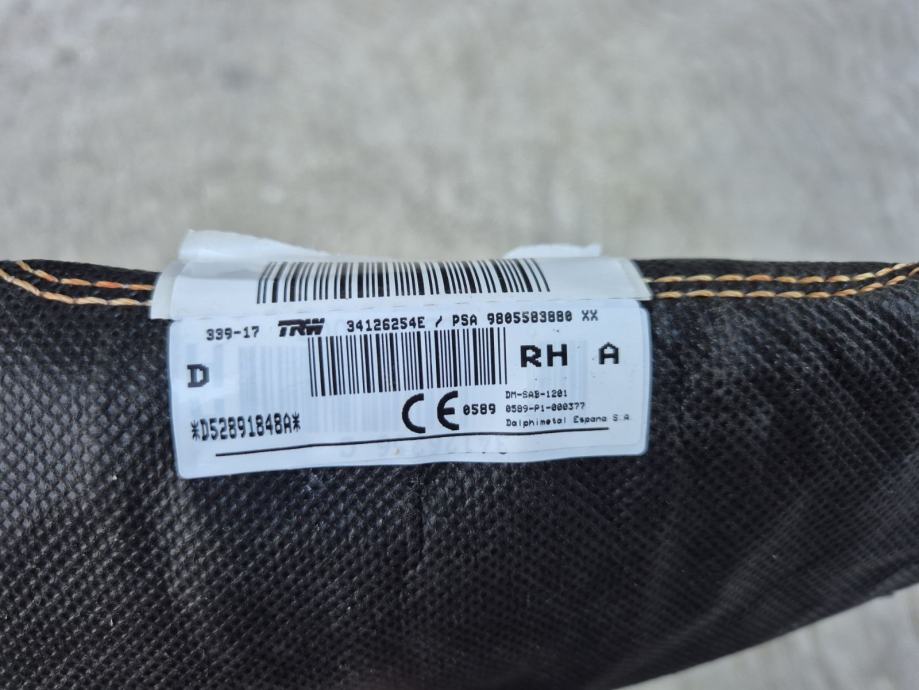 339-17 TRW 34126254E / PSA 9805583880 XX
D RH A
*D52891848A* CE 0589 DM-SAB-1201
0589-P1-000377
Dalphimetal Espana S.A.